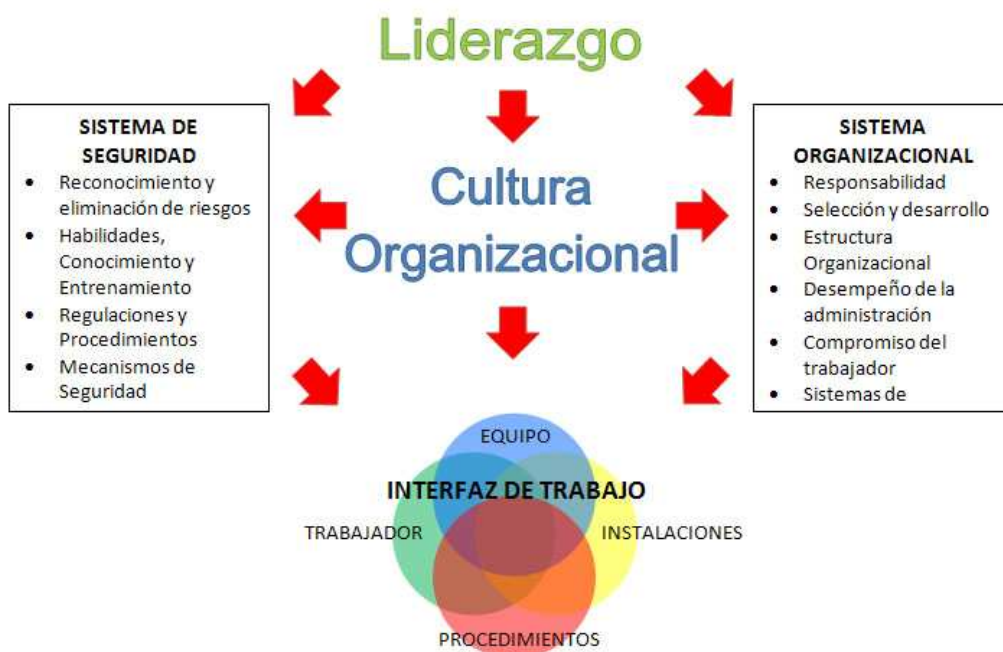 Liderazgo
SISTEMA DE
SEGURIDAD
• Reconocimiento y
eliminación de riesgos
• Habilidades,
Conocimiento y
Entrenamiento
• Regulaciones y
Procedimientos
• Mecanismos de
Seguridad
Cultura
Organizacional
SISTEMA
ORGANIZACIONAL
• Responsabilidad
• Selección y desarrollo
• Estructura
Organizacional
• Desempeño de la
administración
• Compromiso del
trabajador
• Sistemas de
EQUIPO
INTERFAZ DE TRABAJO
TRABAJADOR
INSTALACIONES
PROCEDIMIENTOS